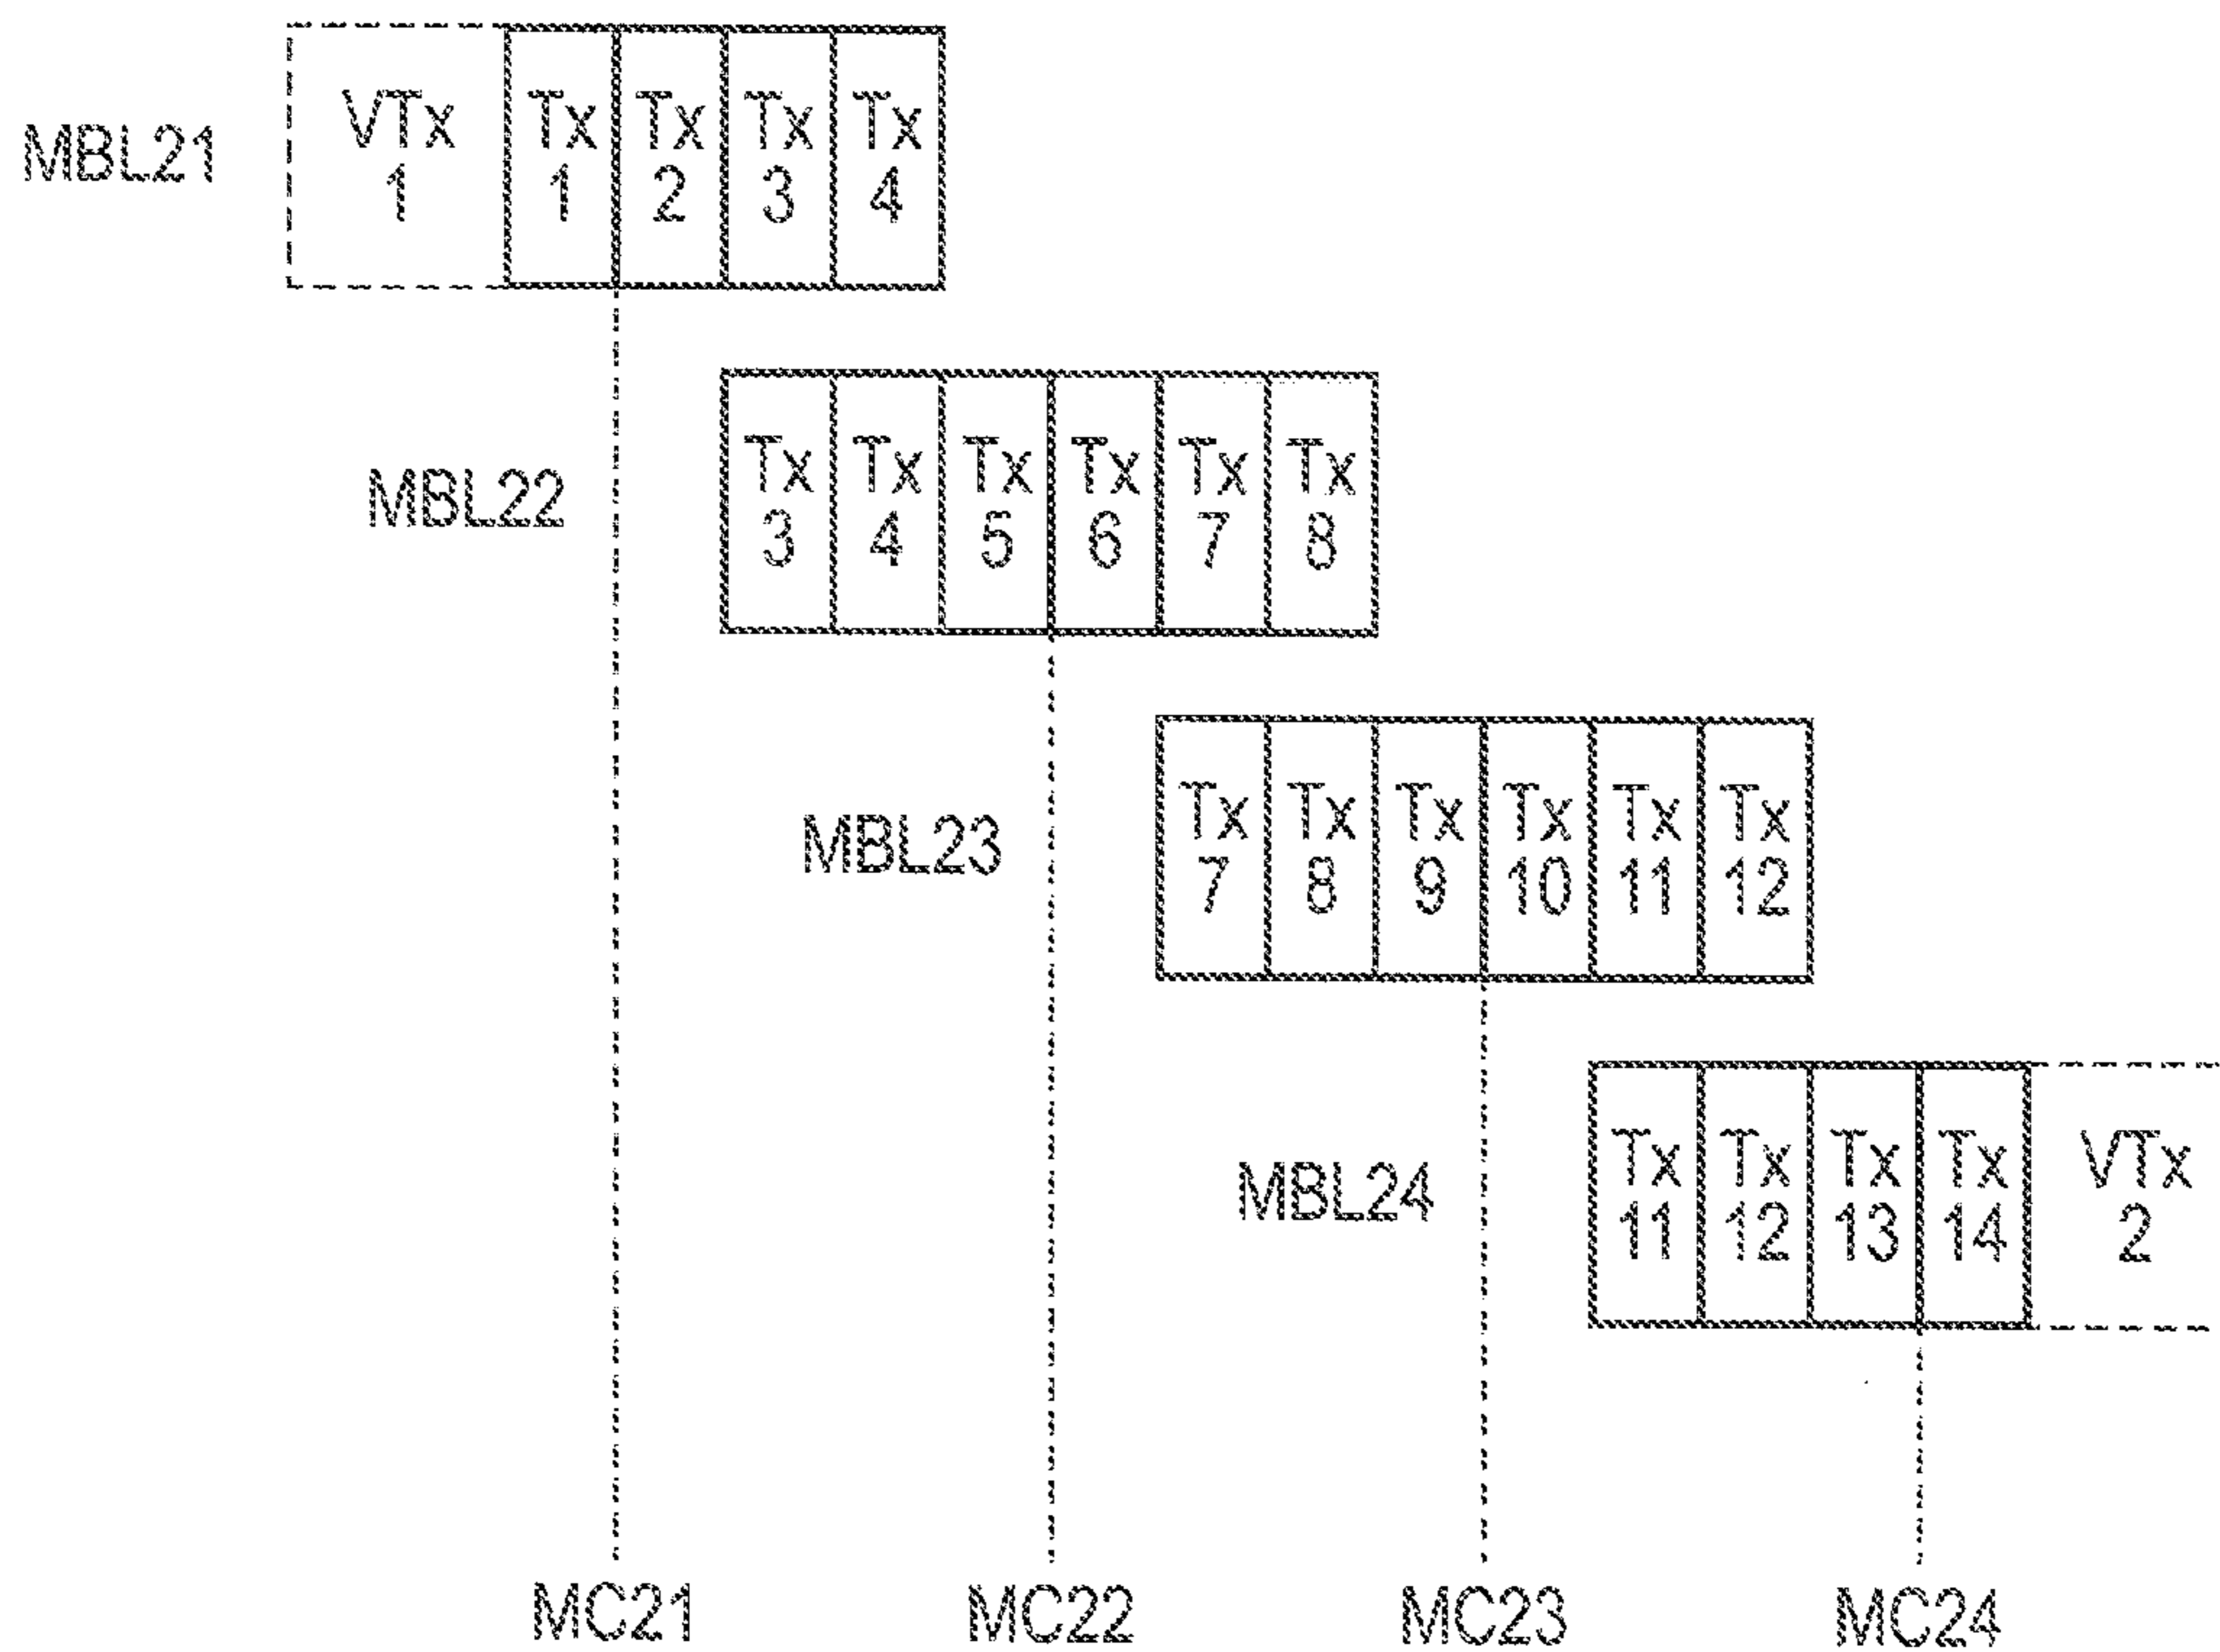 MBL21
VTx Tx Tx Tx Tx
1 1 2 3 4
MBL22
Tx Tx Tx Tx Tx Tx
3 4 5 6 7 8
MBL23
Tx Tx Tx Tx Tx Tx
7 8 9 10 11 12
MBL24
Tx Tx Tx Tx VTx
11 12 13 14 2
MC21 MC22 MC23 MC24